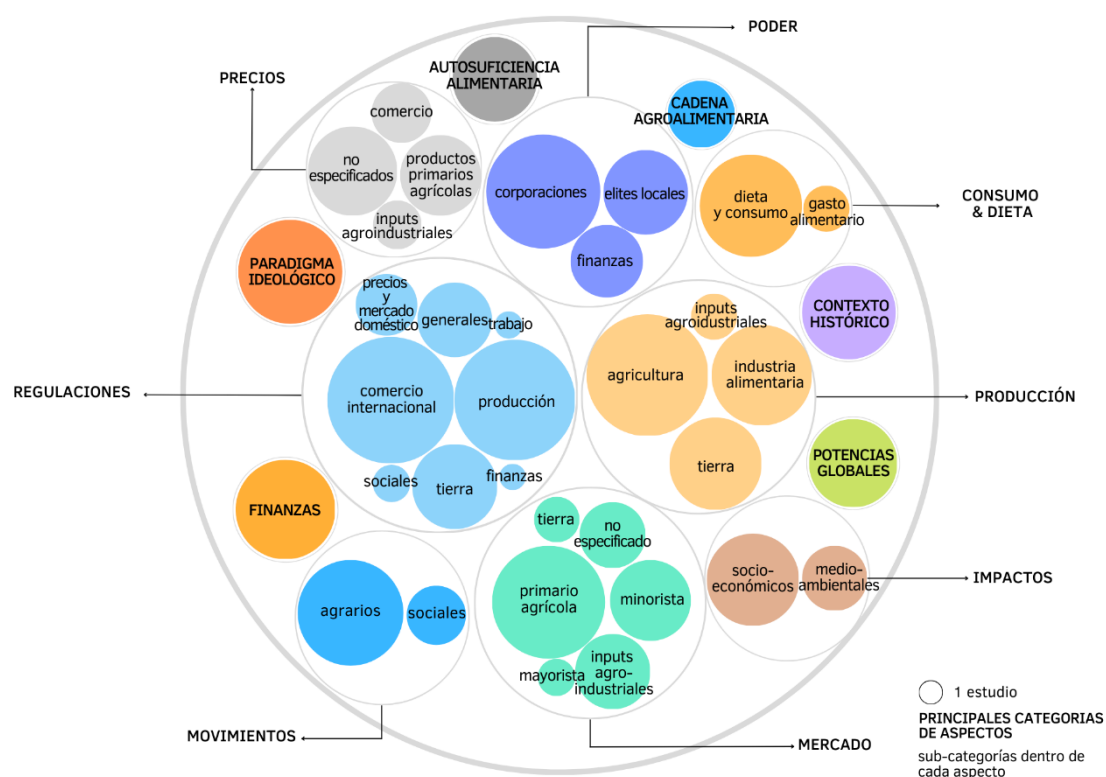 PODER
AUTOSUFICIENCIA
ALIMENTARIA
PRECIOS
CADENA
AGROALIMENTARIA
comercio
no
especificados
productos
primarios
agrícolas
inputs
agroindustriales
corporaciones
elites locales
finanzas
dieta
y consumo
gasto
alimentario
CONSUMO
& DIETA
PARADIGMA
IDEOLÓGICO
CONTEXTO
HISTÓRICO
precios
y
mercado
doméstico
generales
trabajo
comercio
internacional
producción
sociales
tierra
finanzas
REGULACIONES
inputs
agroidustriales
agricultura
industria
alimentaria
tierra
PRODUCCIÓN
POTENCIAS
GLOBALES
FINANZAS
tierra
no
especificado
primario
agrícola
minorista
mayorista
inputs
agro-
industriales
socio-
económicos
medio-
ambientales
IMPACTOS
agrarios
sociales
MOVIMIENTOS
MERCADO
1 estudio
PRINCIPALES CATEGORIAS
DE ASPECTOS
sub-categorías dentro de
cada aspecto